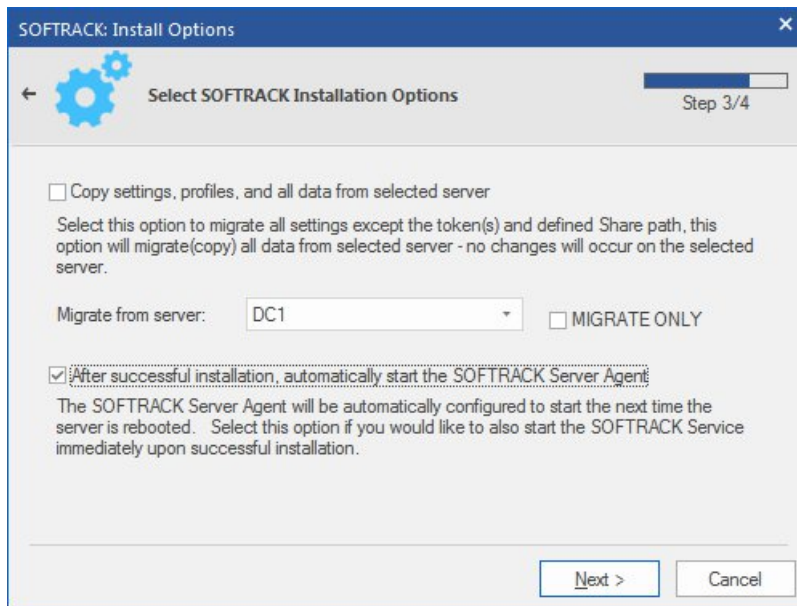 SOFTRACK: Install Options
Select SOFTRACK Installation Options
Step 3/4
Copy settings, profiles, and all data from selected server
Select this option to migrate all settings except the token(s) and defined Share path, this
option will migrate(copy) all data from selected server - no changes will occur on the selected
server.
Migrate from server: DC1 MIGRATE ONLY
After successful installation, automatically start the SOFTRACK Server Agent
The SOFTRACK Server Agent will be automatically configured to start the next time the
server is rebooted. Select this option if you would like to also start the SOFTRACK Service
immediately upon successful installation.
Next > Cancel